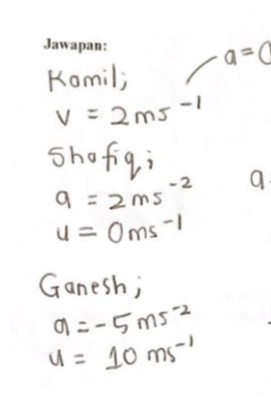 Jawapan:
a = 0
Kamil;
v = 2ms⁻¹
Shafiq;
a = 2ms⁻²
a
u = 0ms⁻¹
Ganesh;
a = -5ms⁻²
u = 10 ms⁻¹